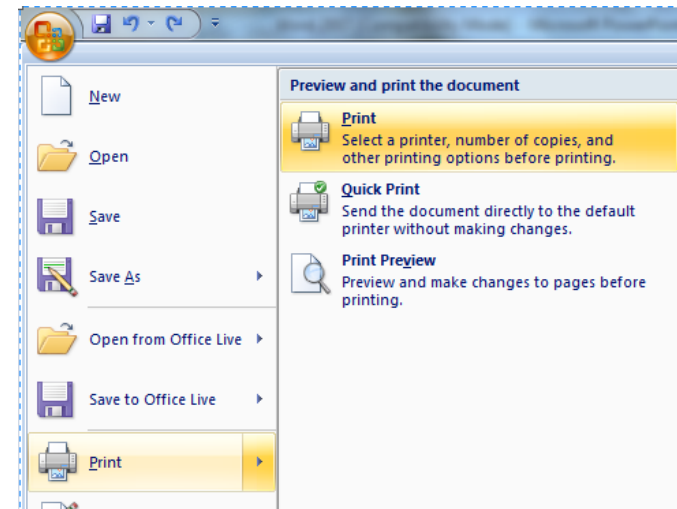 New
Open
Save
Save As
Open from Office Live
Save to Office Live
Print
Preview and print the document
Print
Select a printer, number of copies, and
other printing options before printing.
Quick Print
Send the document directly to the default
printer without making changes.
Print Preview
Preview and make changes to pages before
printing.